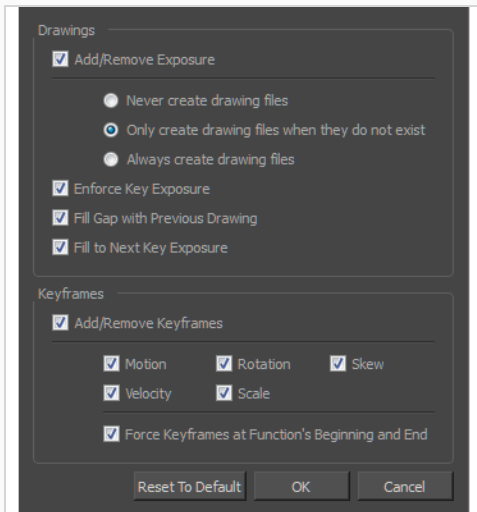 Drawings
Add/Remove Exposure
Never create drawing files
Only create drawing files when they do not exist
Always create drawing files
Enforce Key Exposure
Fill Gap with Previous Drawing
Fill to Next Key Exposure
Keyframes
Add/Remove Keyframes
Motion Rotation Skew
Velocity Scale
Force Keyframes at Function's Beginning and End
Reset To Default OK Cancel